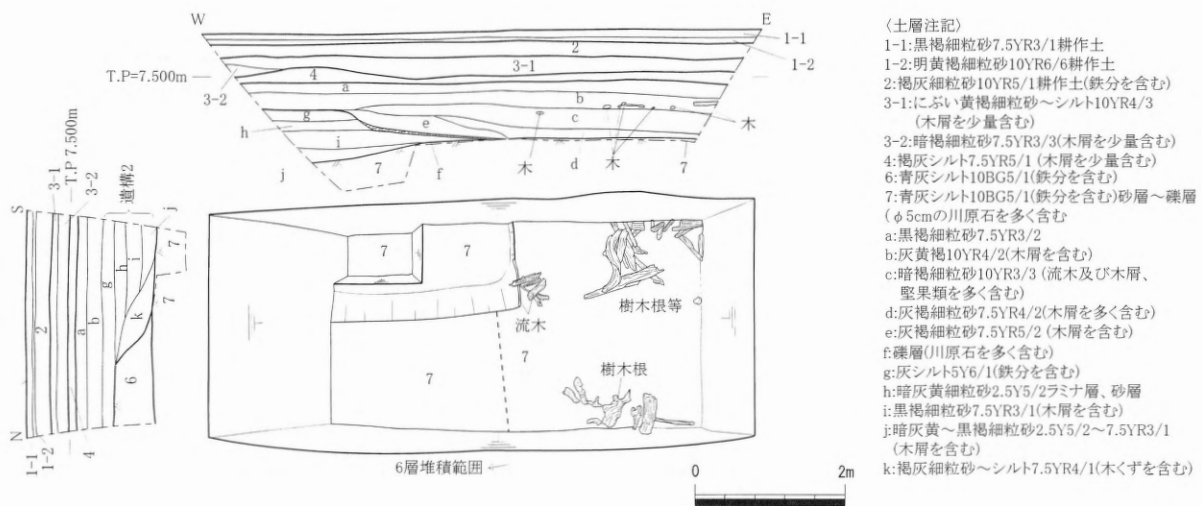 W
E
1-1
1-2
2
3-1
T.P=7.500m
3-2
4
a
b
c
g
h
e
i
木
木
木
j
7
f
d
7
S
N
3-1
T.P 7.500m
3-2
遺構2
j
7
7
2
a
b
g
h
i
k
6
1-1
1-2
4
7
7
流木
樹木根等
7
7
樹木根
6層堆積範囲
0
2m
〈土層注記〉
1-1:黒褐細粒砂7.5YR3/1耕作土
1-2:明黄褐細粒砂10YR6/6耕作土
2:褐灰細粒砂10YR5/1耕作土(鉄分を含む)
3-1:にぶい黄褐細粒砂～シルト10YR4/3
(木屑を少量含む)
3-2:暗褐細粒砂7.5YR3/3(木屑を少量含む)
4:褐灰シルト7.5YR5/1 (木屑を少量含む)
6:青灰シルト10BG5/1(鉄分を含む)
7:青灰シルト10BG5/1(鉄分を含む)砂層～礫層
(φ5cmの川原石を多く含む
a:黒褐細粒砂7.5YR3/2
b:灰黄褐10YR4/2(木屑を含む)
c:暗褐細粒砂10YR3/3 (流木及び木屑、
堅果類を多く含む)
d:灰褐細粒砂7.5YR4/2(木屑を多く含む)
e:灰褐細粒砂7.5YR5/2 (木屑を含む)
f:礫層(川原石を多く含む)
g:灰シルト5Y6/1(鉄分を含む)
h:暗灰黄細粒砂2.5Y5/2ラミナ層、砂層
i:黒褐細粒砂7.5YR3/1(木屑を含む)
j:暗灰黄～黒褐細粒砂2.5Y5/2～7.5YR3/1
(木屑を含む)
k:褐灰細粒砂～シルト7.5YR4/1(木くずを含む)